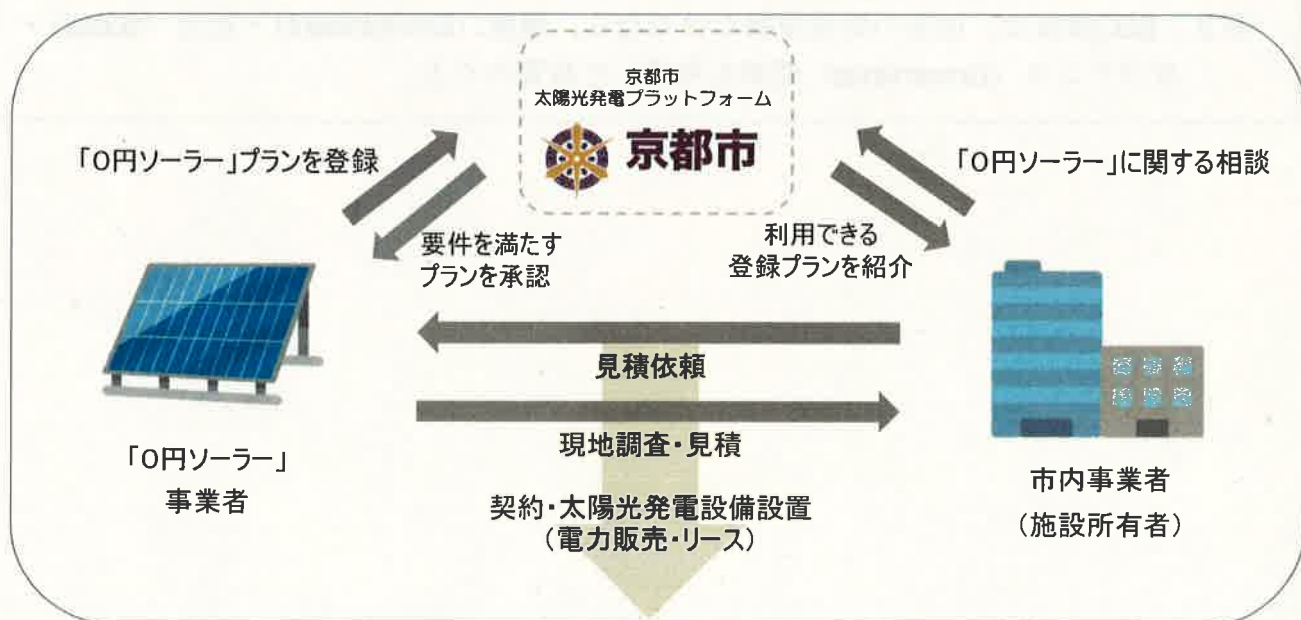 京都市
太陽光発電プラットフォーム
京都市
「0円ソーラー」プランを登録
「0円ソーラー」に関する相談
要件を満たす
プランを承認
利用できる
登録プランを紹介
見積依頼
現地調査・見積
「0円ソーラー」
事業者
契約・太陽光発電設備設置
（電力販売・リース）
市内事業者
（施設所有者）